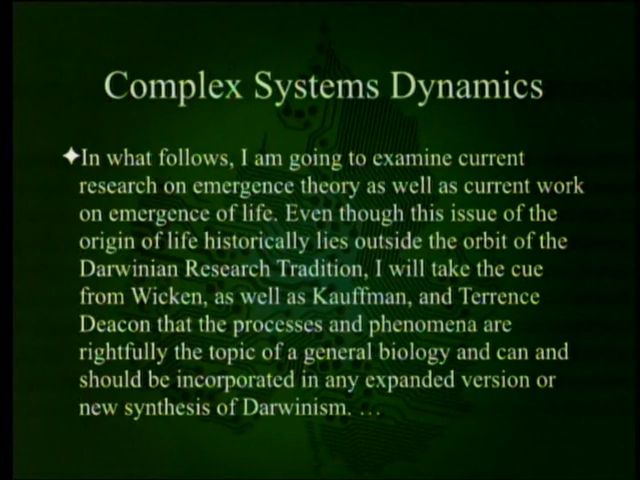 Complex Systems Dynamics
✦In what follows, I am going to examine current
research on emergence theory as well as current work
on emergence of life. Even though this issue of the
origin of life historically lies outside the orbit of the
Darwinian Research Tradition, I will take the cue
from Wicken, as well as Kauffman, and Terrence
Deacon that the processes and phenomena are
rightfully the topic of a general biology and can and
should be incorporated in any expanded version or
new synthesis of Darwinism. …